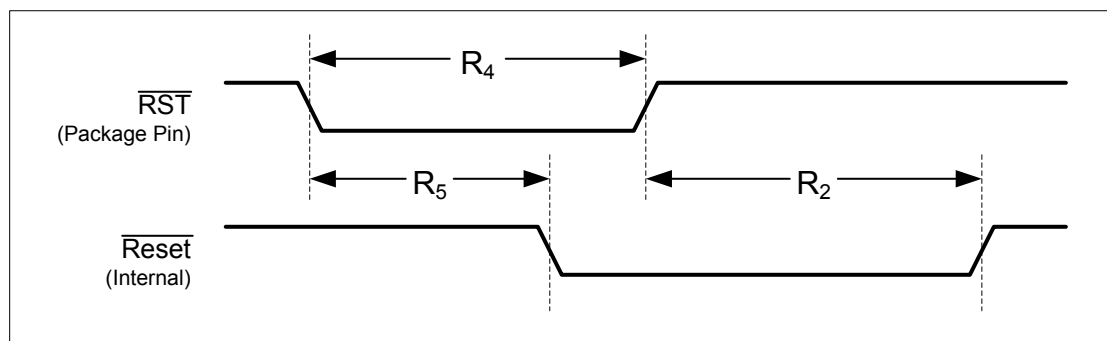 R₄
RST
(Package Pin)
R₅
R₂
Reset
(Internal)